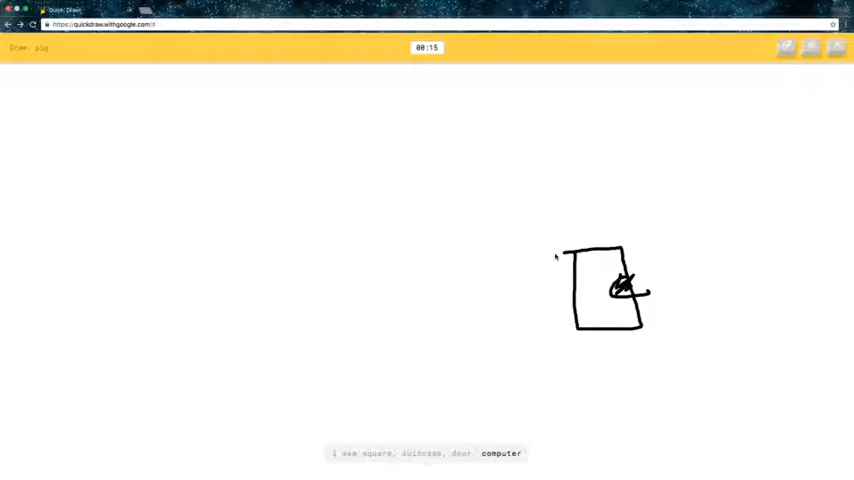 Quick, Draw!
https://quickdraw.withgoogle.com/#
Draw: pig
00:15
I see square, suitcase, door, computer